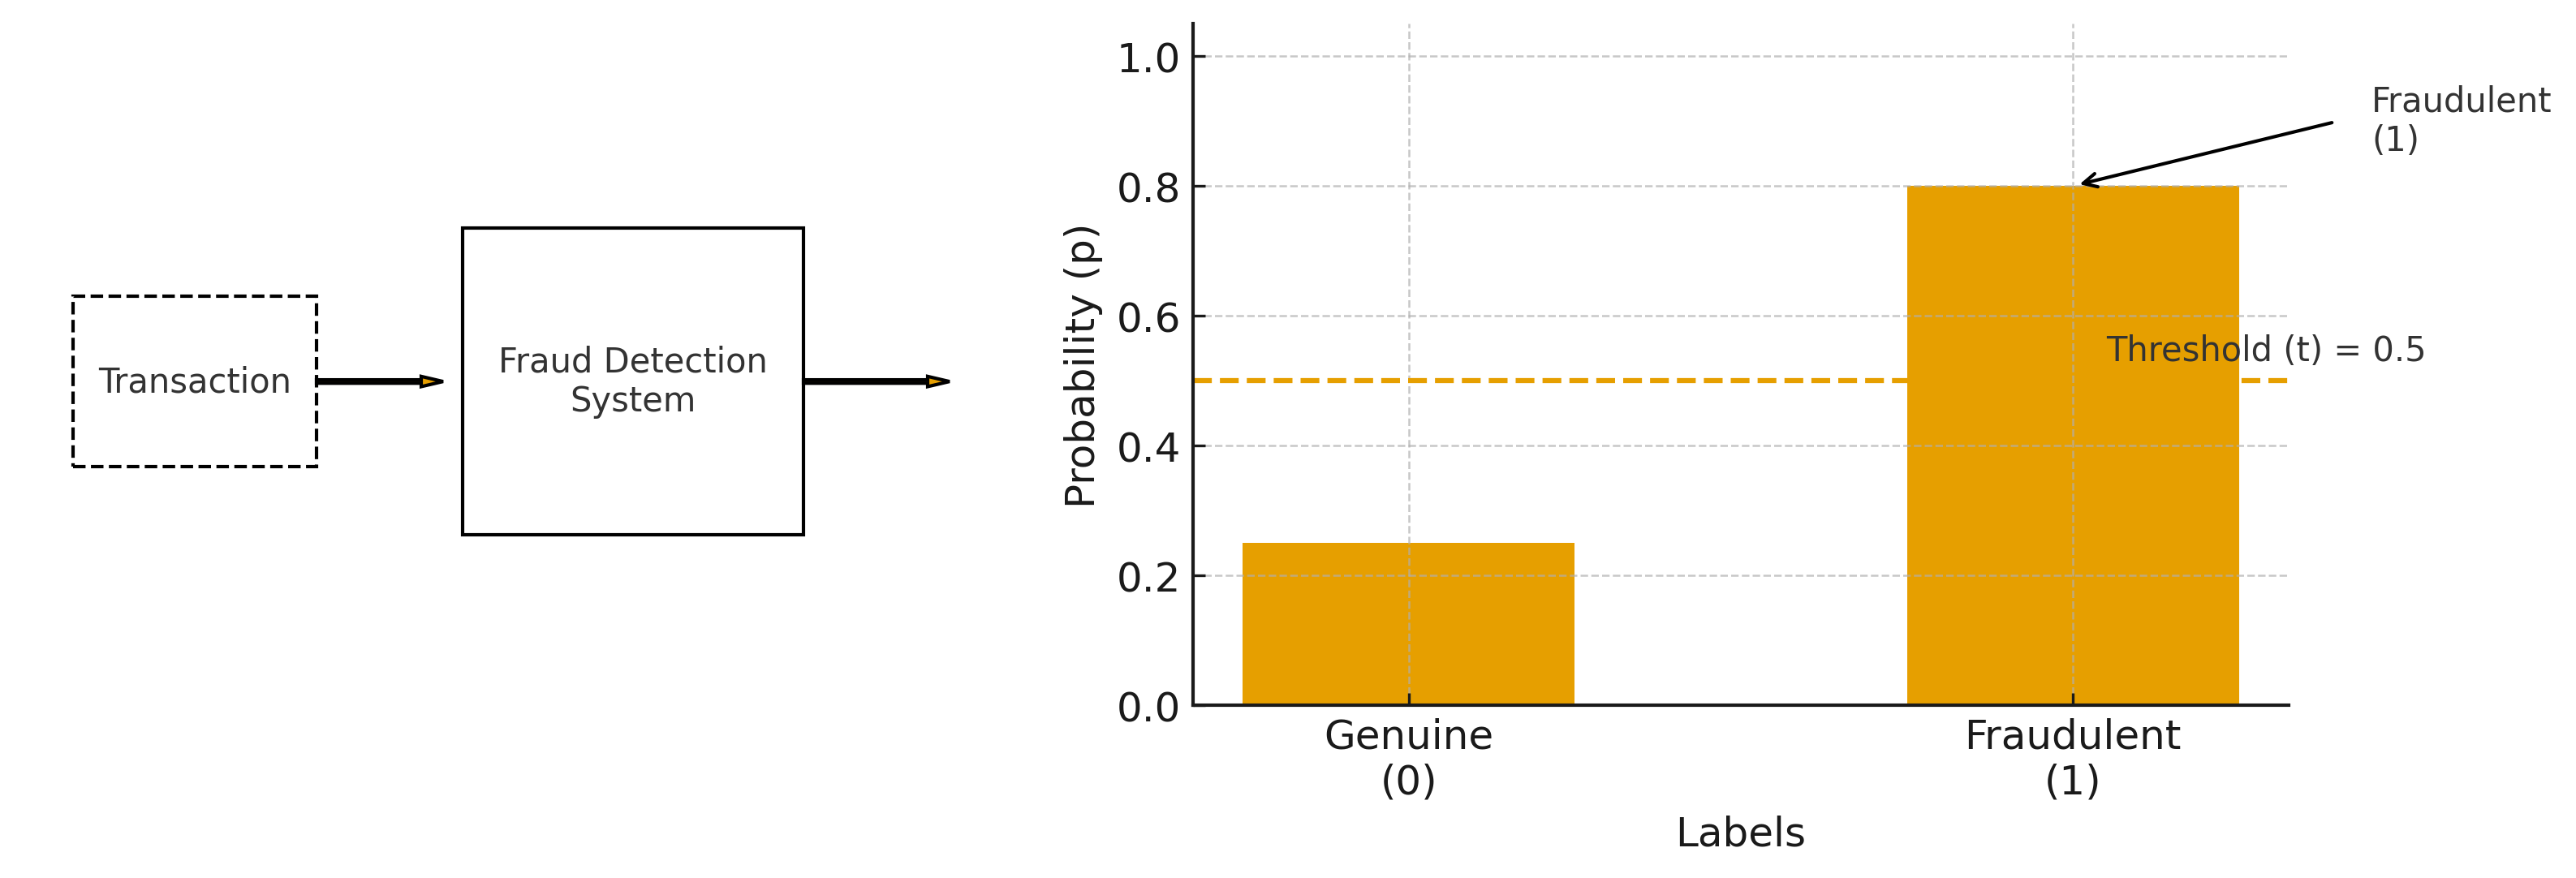 Transaction
Fraud Detection
System
Probability (p)
1.0
0.8
0.6
0.4
0.2
0.0
Fraudulent
(1)
Threshold (t) = 0.5
Genuine
(0)
Fraudulent
(1)
Labels